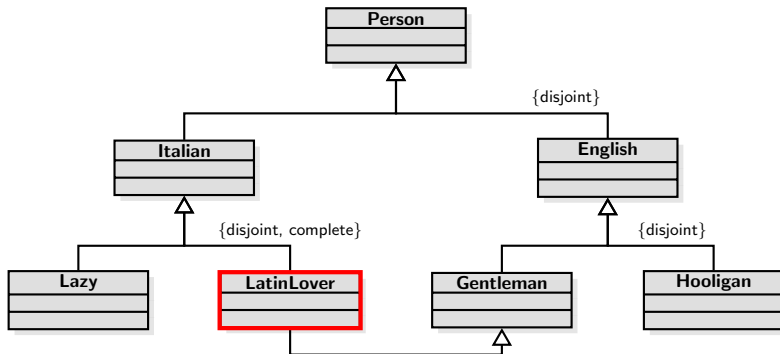 Person
{disjoint}
Italian
English
{disjoint, complete}
{disjoint}
Lazy
LatinLover
Gentleman
Hooligan